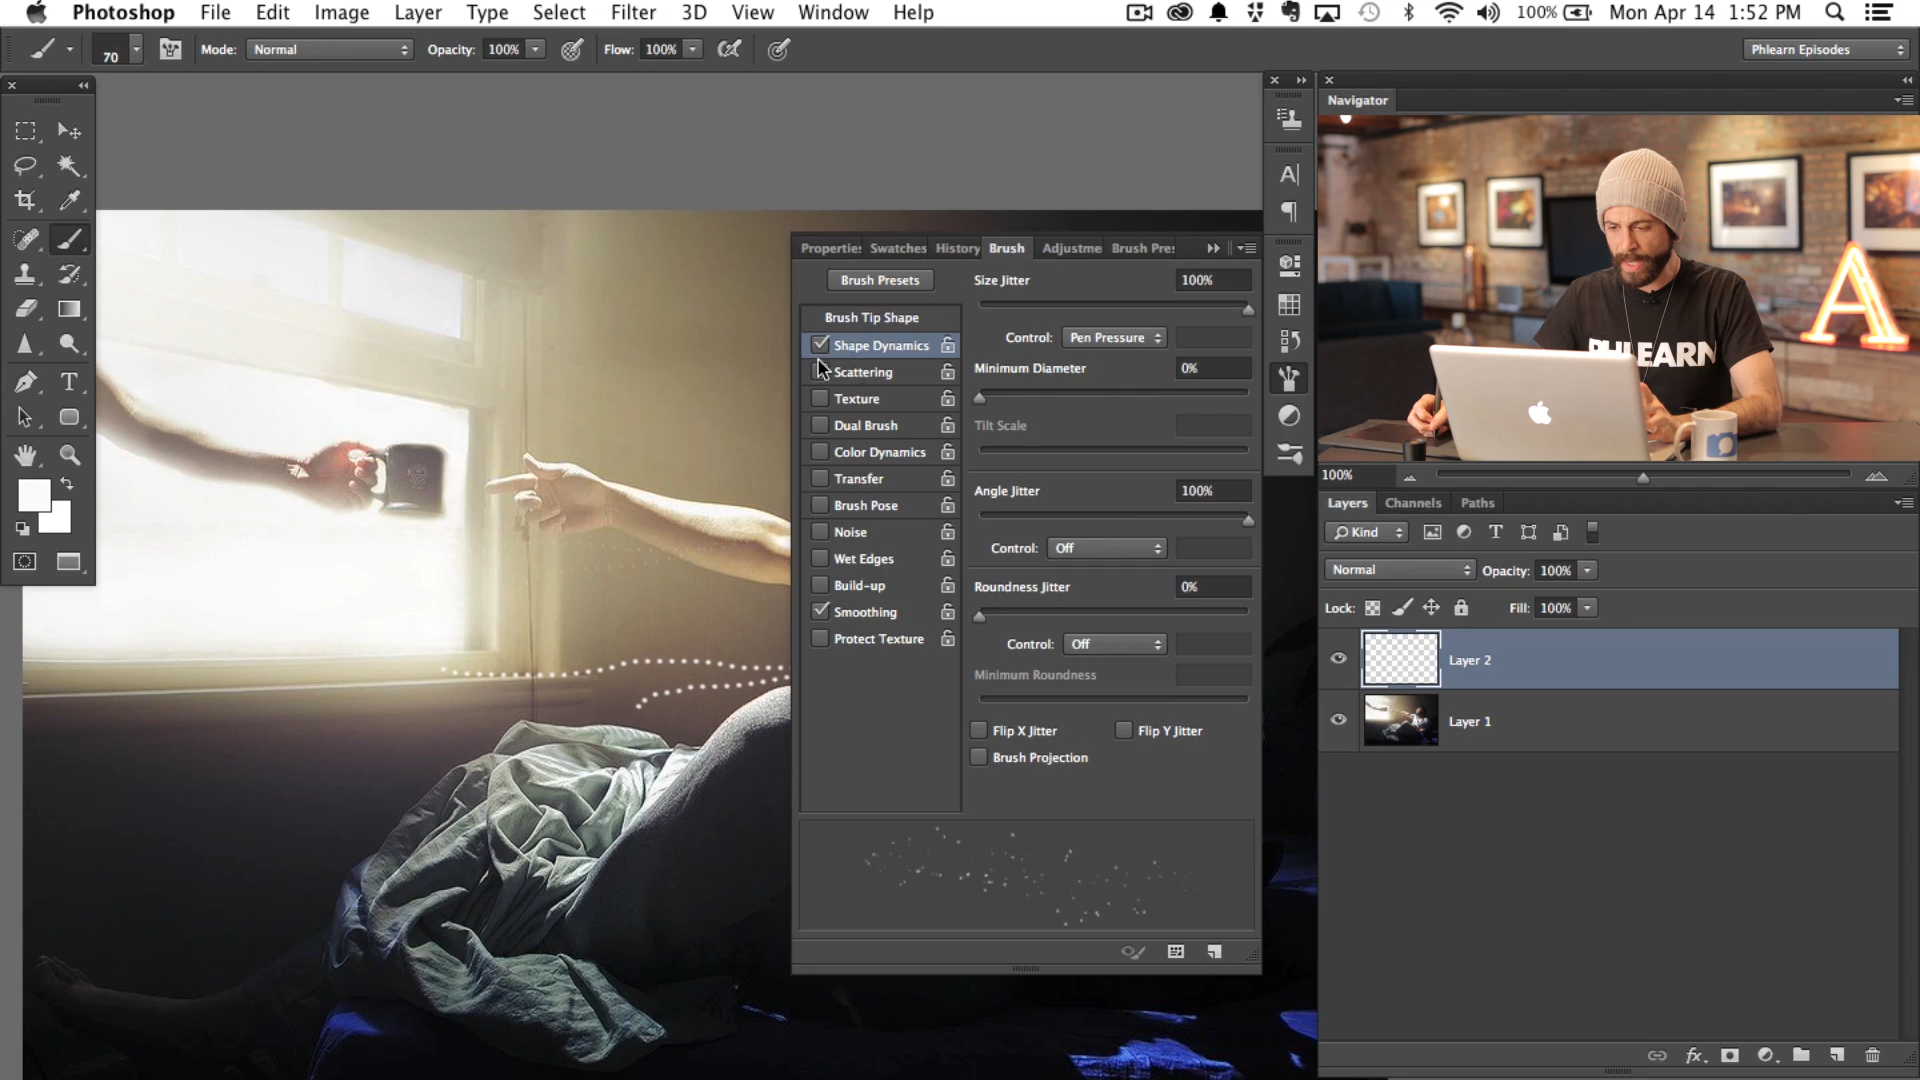 Photoshop File Edit Image Layer Type Select Filter 3D View Window Help 100% Mon Apr 14 1:52 PM
70 Mode: Normal Opacity: 100% Flow: 100% Phlearn Episodes
Navigator
PHLEARN
A
100%
Properties Swatches History Brush Adjustme Brush Pre
Brush Presets
Brush Tip Shape
Shape Dynamics
Scattering
Texture
Dual Brush
Color Dynamics
Transfer
Brush Pose
Noise
Wet Edges
Build-up
Smoothing
Protect Texture
Size Jitter 100%
Control: Pen Pressure
Minimum Diameter 0%
Tilt Scale
Angle Jitter 100%
Control: Off
Roundness Jitter 0%
Control: Off
Minimum Roundness
Flip X Jitter Flip Y Jitter
Brush Projection
Layers Channels Paths
Kind
Normal Opacity: 100%
Lock: Fill: 100%
Layer 2
Layer 1
fx